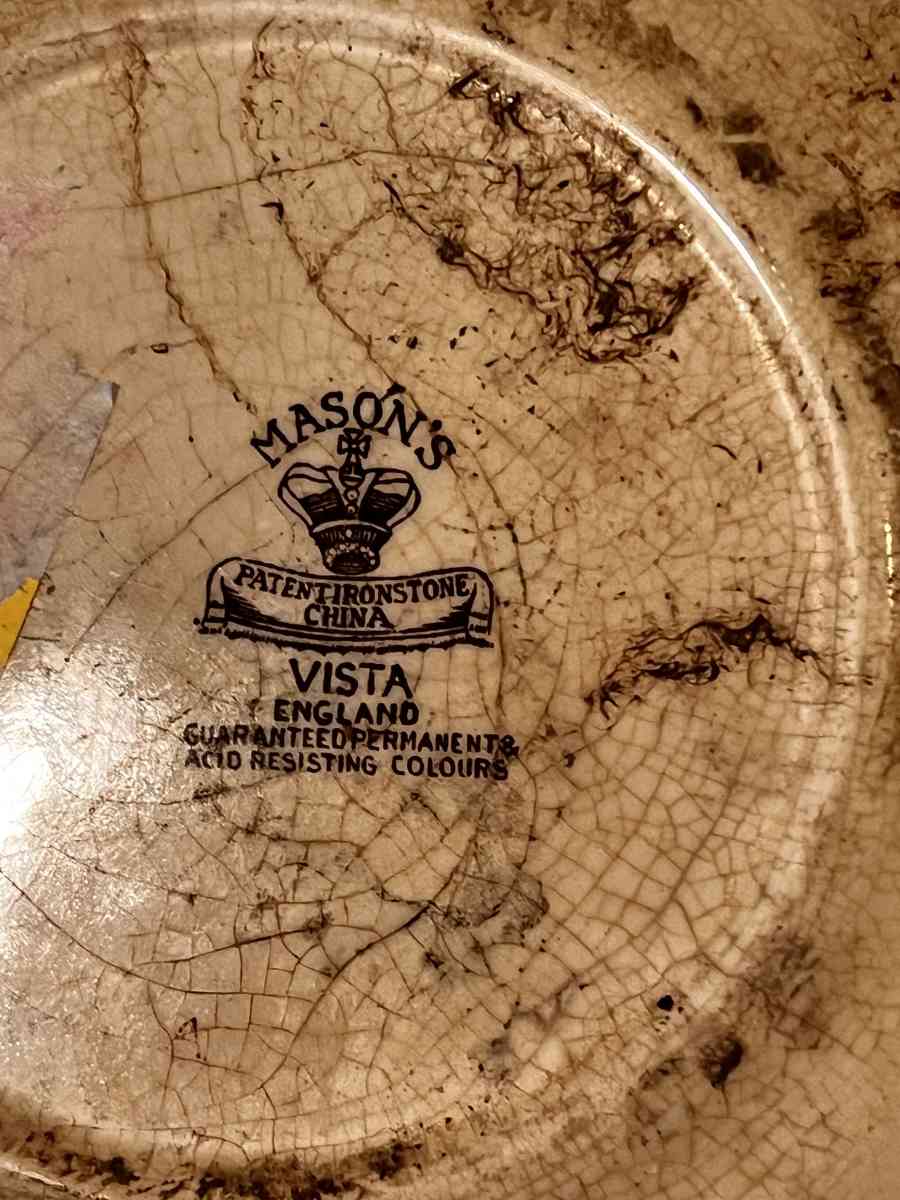 MASON'S
PATENT IRONSTONE
CHINA
VISTA
ENGLAND
GUARANTEED PERMANENT &
ACID RESISTING COLOURS